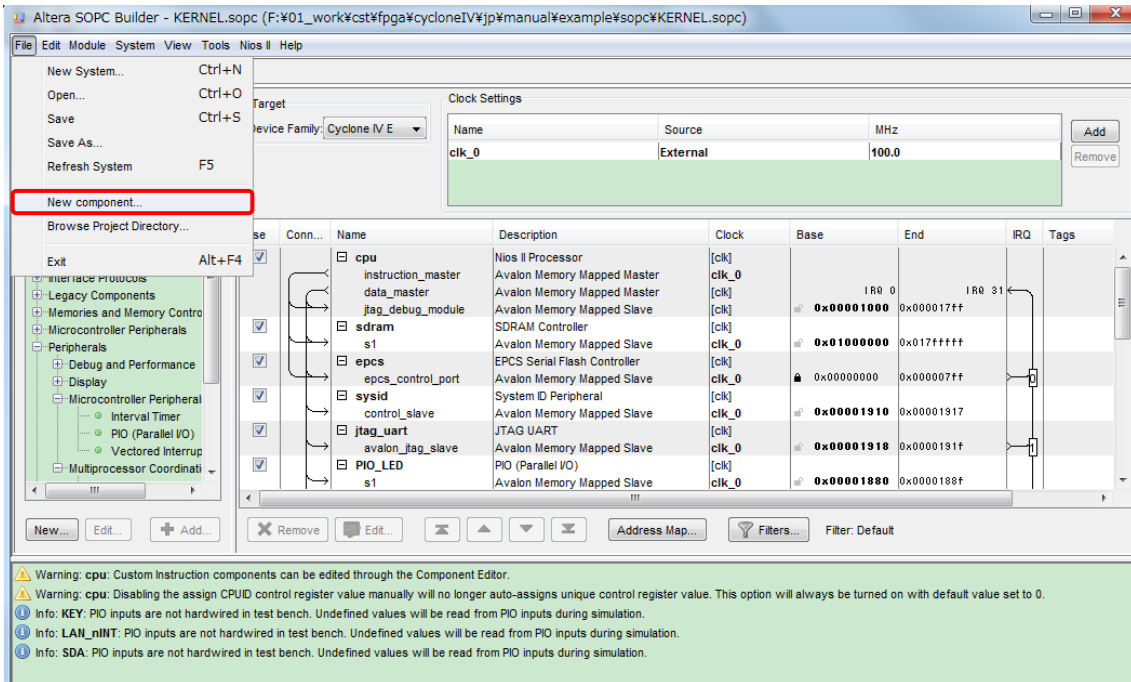 Altera SOPC Builder - KERNEL.sopc (F:¥01_work¥cst¥fpga¥cycloneIV¥jp¥manual¥example¥sopc¥KERNEL.sopc)
File Edit Module System View Tools Nios II Help
New System... Ctrl+N
Open... Ctrl+O
Save Ctrl+S
Save As...
Refresh System F5
New component...
Browse Project Directory...
Exit Alt+F4
Target
Device Family: Cyclone IV E
Clock Settings
Name Source MHz
clk_0 External 100.0
Add
Remove
Interface Protocols
Legacy Components
Memories and Memory Contro
Microcontroller Peripherals
Peripherals
Debug and Performance
Display
Microcontroller Peripheral
Interval Timer
PIO (Parallel I/O)
Vectored Interrup
Multiprocessor Coordinati
New... Edit... Add...
se Conn... Name Description Clock Base End IRQ Tags
cpu Nios II Processor [clk]
instruction_master Avalon Memory Mapped Master clk_0
data_master Avalon Memory Mapped Master [clk] IRQ 0 IRQ 31
jtag_debug_module Avalon Memory Mapped Slave [clk] 0x00001000 0x000017ff
sdram SDRAM Controller [clk]
s1 Avalon Memory Mapped Slave clk_0 0x01000000 0x017fffff
epcs EPCS Serial Flash Controller [clk]
epcs_control_port Avalon Memory Mapped Slave clk_0 0x00000000 0x000007ff 0
sysid System ID Peripheral [clk]
control_slave Avalon Memory Mapped Slave clk_0 0x00001910 0x00001917
jtag_uart JTAG UART [clk]
avalon_jtag_slave Avalon Memory Mapped Slave clk_0 0x00001918 0x0000191f 1
PIO_LED PIO (Parallel I/O) [clk]
s1 Avalon Memory Mapped Slave clk_0 0x00001880 0x0000188f
Remove Edit... Address Map... Filters... Filter: Default
Warning: cpu: Custom Instruction components can be edited through the Component Editor.
Warning: cpu: Disabling the assign CPUID control register value manually will no longer auto-assigns unique control register value. This option will always be turned on with default value set to 0.
Info: KEY: PIO inputs are not hardwired in test bench. Undefined values will be read from PIO inputs during simulation.
Info: LAN_nINT: PIO inputs are not hardwired in test bench. Undefined values will be read from PIO inputs during simulation.
Info: SDA: PIO inputs are not hardwired in test bench. Undefined values will be read from PIO inputs during simulation.